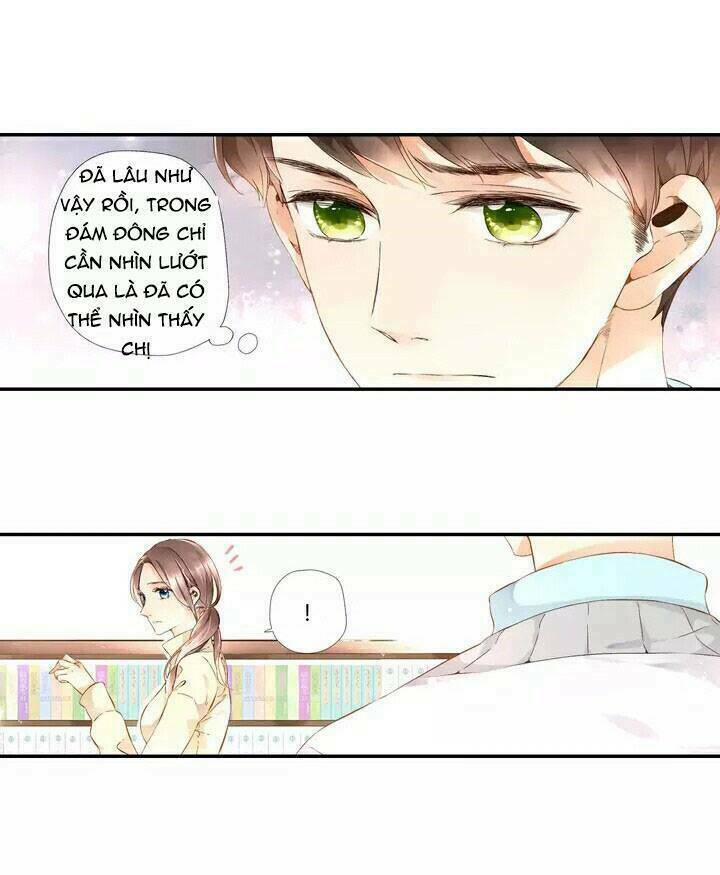 ĐÃ LÂU NHƯ
VẬY RỒI, TRONG
ĐÁM ĐÔNG CHỈ
CẦN NHÌN LƯỚT
QUA LÀ ĐÃ CÓ
THỂ NHÌN THẤY
CHỊ
!